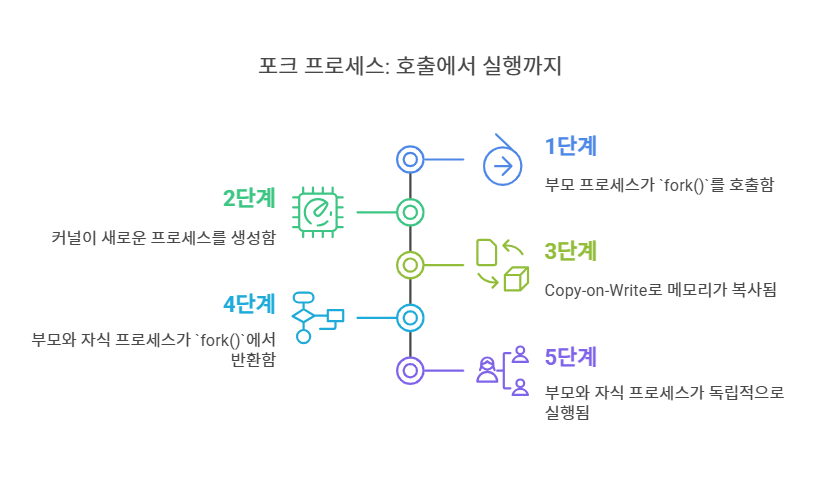 포크 프로세스: 호출에서 실행까지
1단계
부모 프로세스가 `fork()`를 호출함
2단계
커널이 새로운 프로세스를 생성함
3단계
Copy-on-Write로 메모리가 복사됨
4단계
부모와 자식 프로세스가 `fork()`에서
반환함
5단계
부모와 자식 프로세스가 독립적으로
실행됨